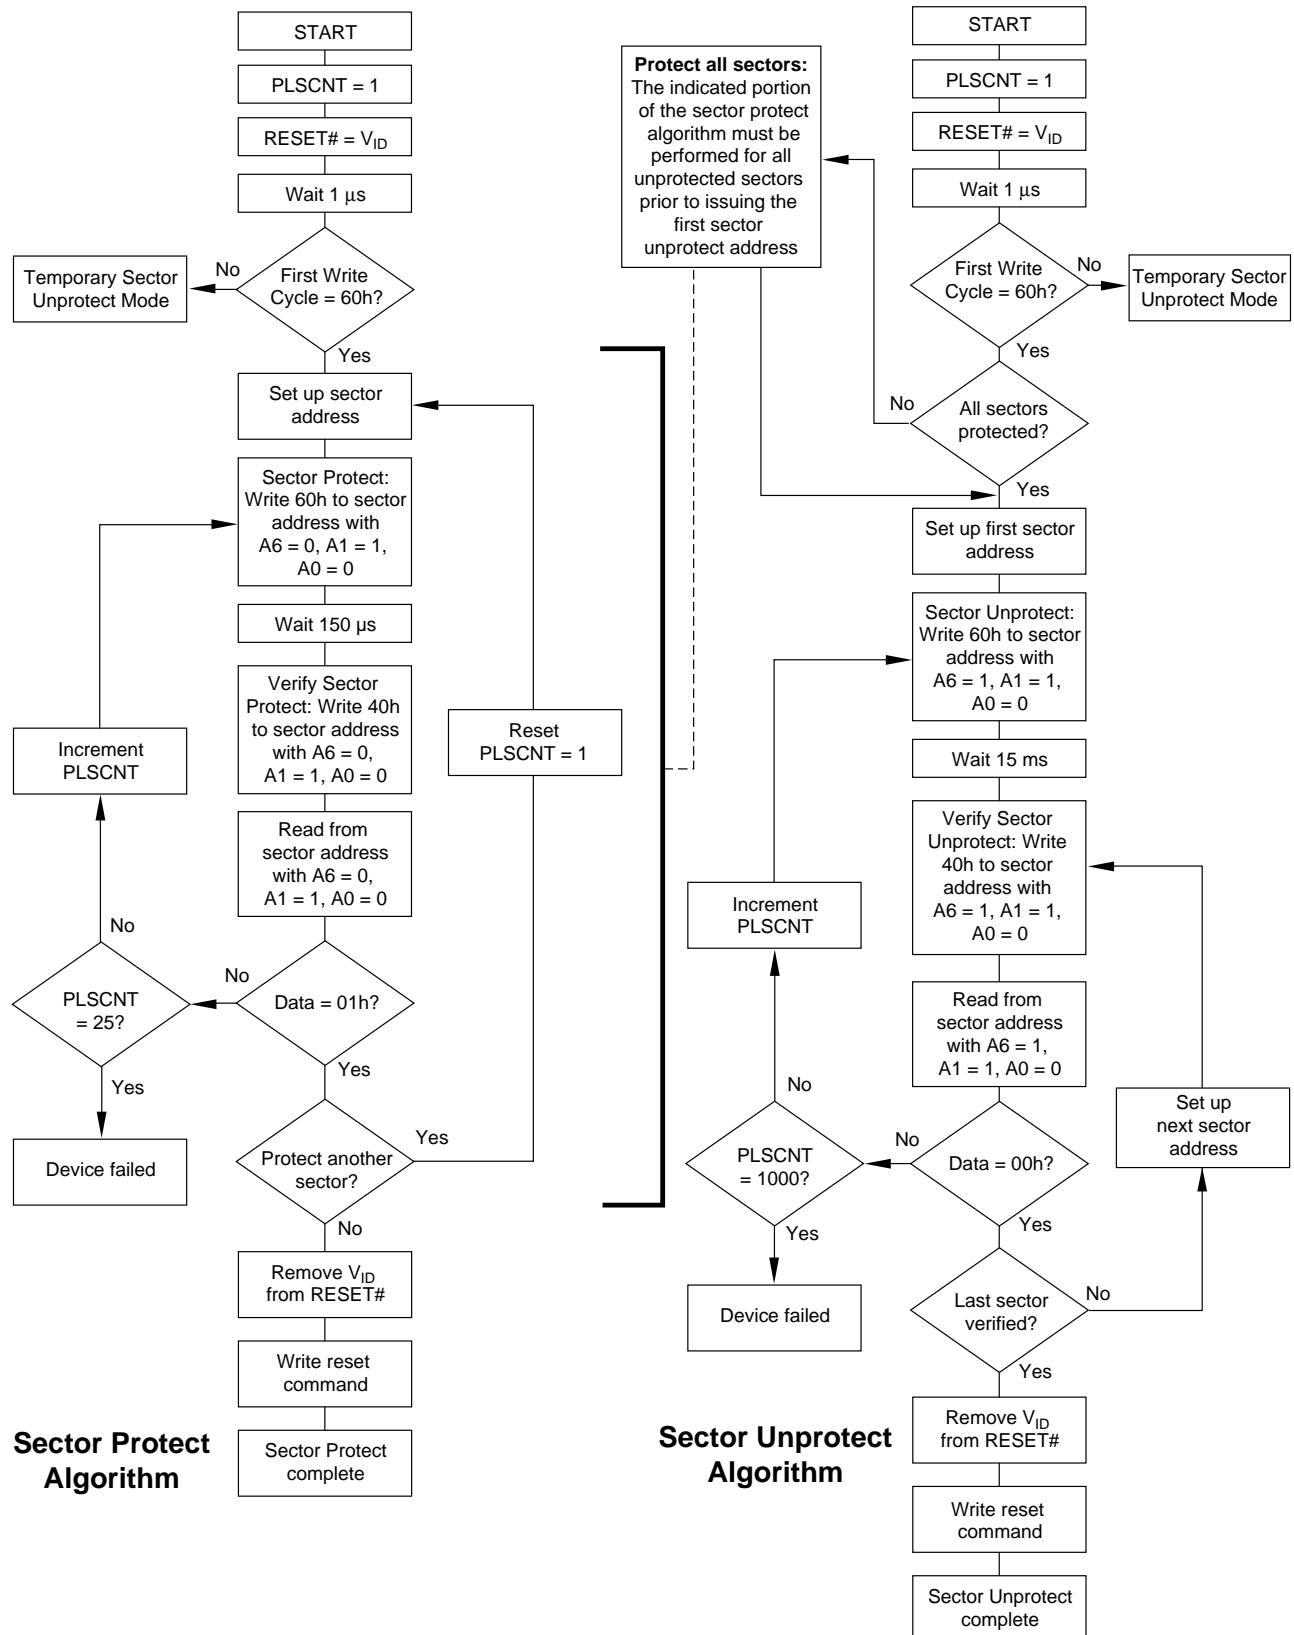 START
PLSCNT = 1
RESET# = VID
Wait 1 μs
First Write
Cycle = 60h?
No
Temporary Sector
Unprotect Mode
Yes
Set up sector
address
Sector Protect:
Write 60h to sector
address with
A6 = 0, A1 = 1,
A0 = 0
Wait 150 µs
Verify Sector
Protect: Write 40h
to sector address
with A6 = 0,
A1 = 1, A0 = 0
Reset
PLSCNT = 1
Increment
PLSCNT
Read from
sector address
with A6 = 0,
A1 = 1, A0 = 0
No
No
PLSCNT
= 25?
Data = 01h?
Yes
Yes
Device failed
Protect another
sector?
Yes
No
Remove VID
from RESET#
Write reset
command
Sector Protect
complete
Sector Protect
Algorithm
Protect all sectors:
The indicated portion
of the sector protect
algorithm must be
performed for all
unprotected sectors
prior to issuing the
first sector
unprotect address
START
PLSCNT = 1
RESET# = VID
Wait 1 μs
First Write
Cycle = 60h?
No
Temporary Sector
Unprotect Mode
Yes
No
All sectors
protected?
Yes
Set up first sector
address
Sector Unprotect:
Write 60h to sector
address with
A6 = 1, A1 = 1,
A0 = 0
Wait 15 ms
Verify Sector
Unprotect: Write
40h to sector
address with
A6 = 1, A1 = 1,
A0 = 0
Increment
PLSCNT
Read from
sector address
with A6 = 1,
A1 = 1, A0 = 0
No
No
PLSCNT
= 1000?
Data = 00h?
Set up
next sector
address
Yes
Yes
Device failed
Last sector
verified?
No
Yes
Remove VID
from RESET#
Write reset
command
Sector Unprotect
complete
Sector Unprotect
Algorithm